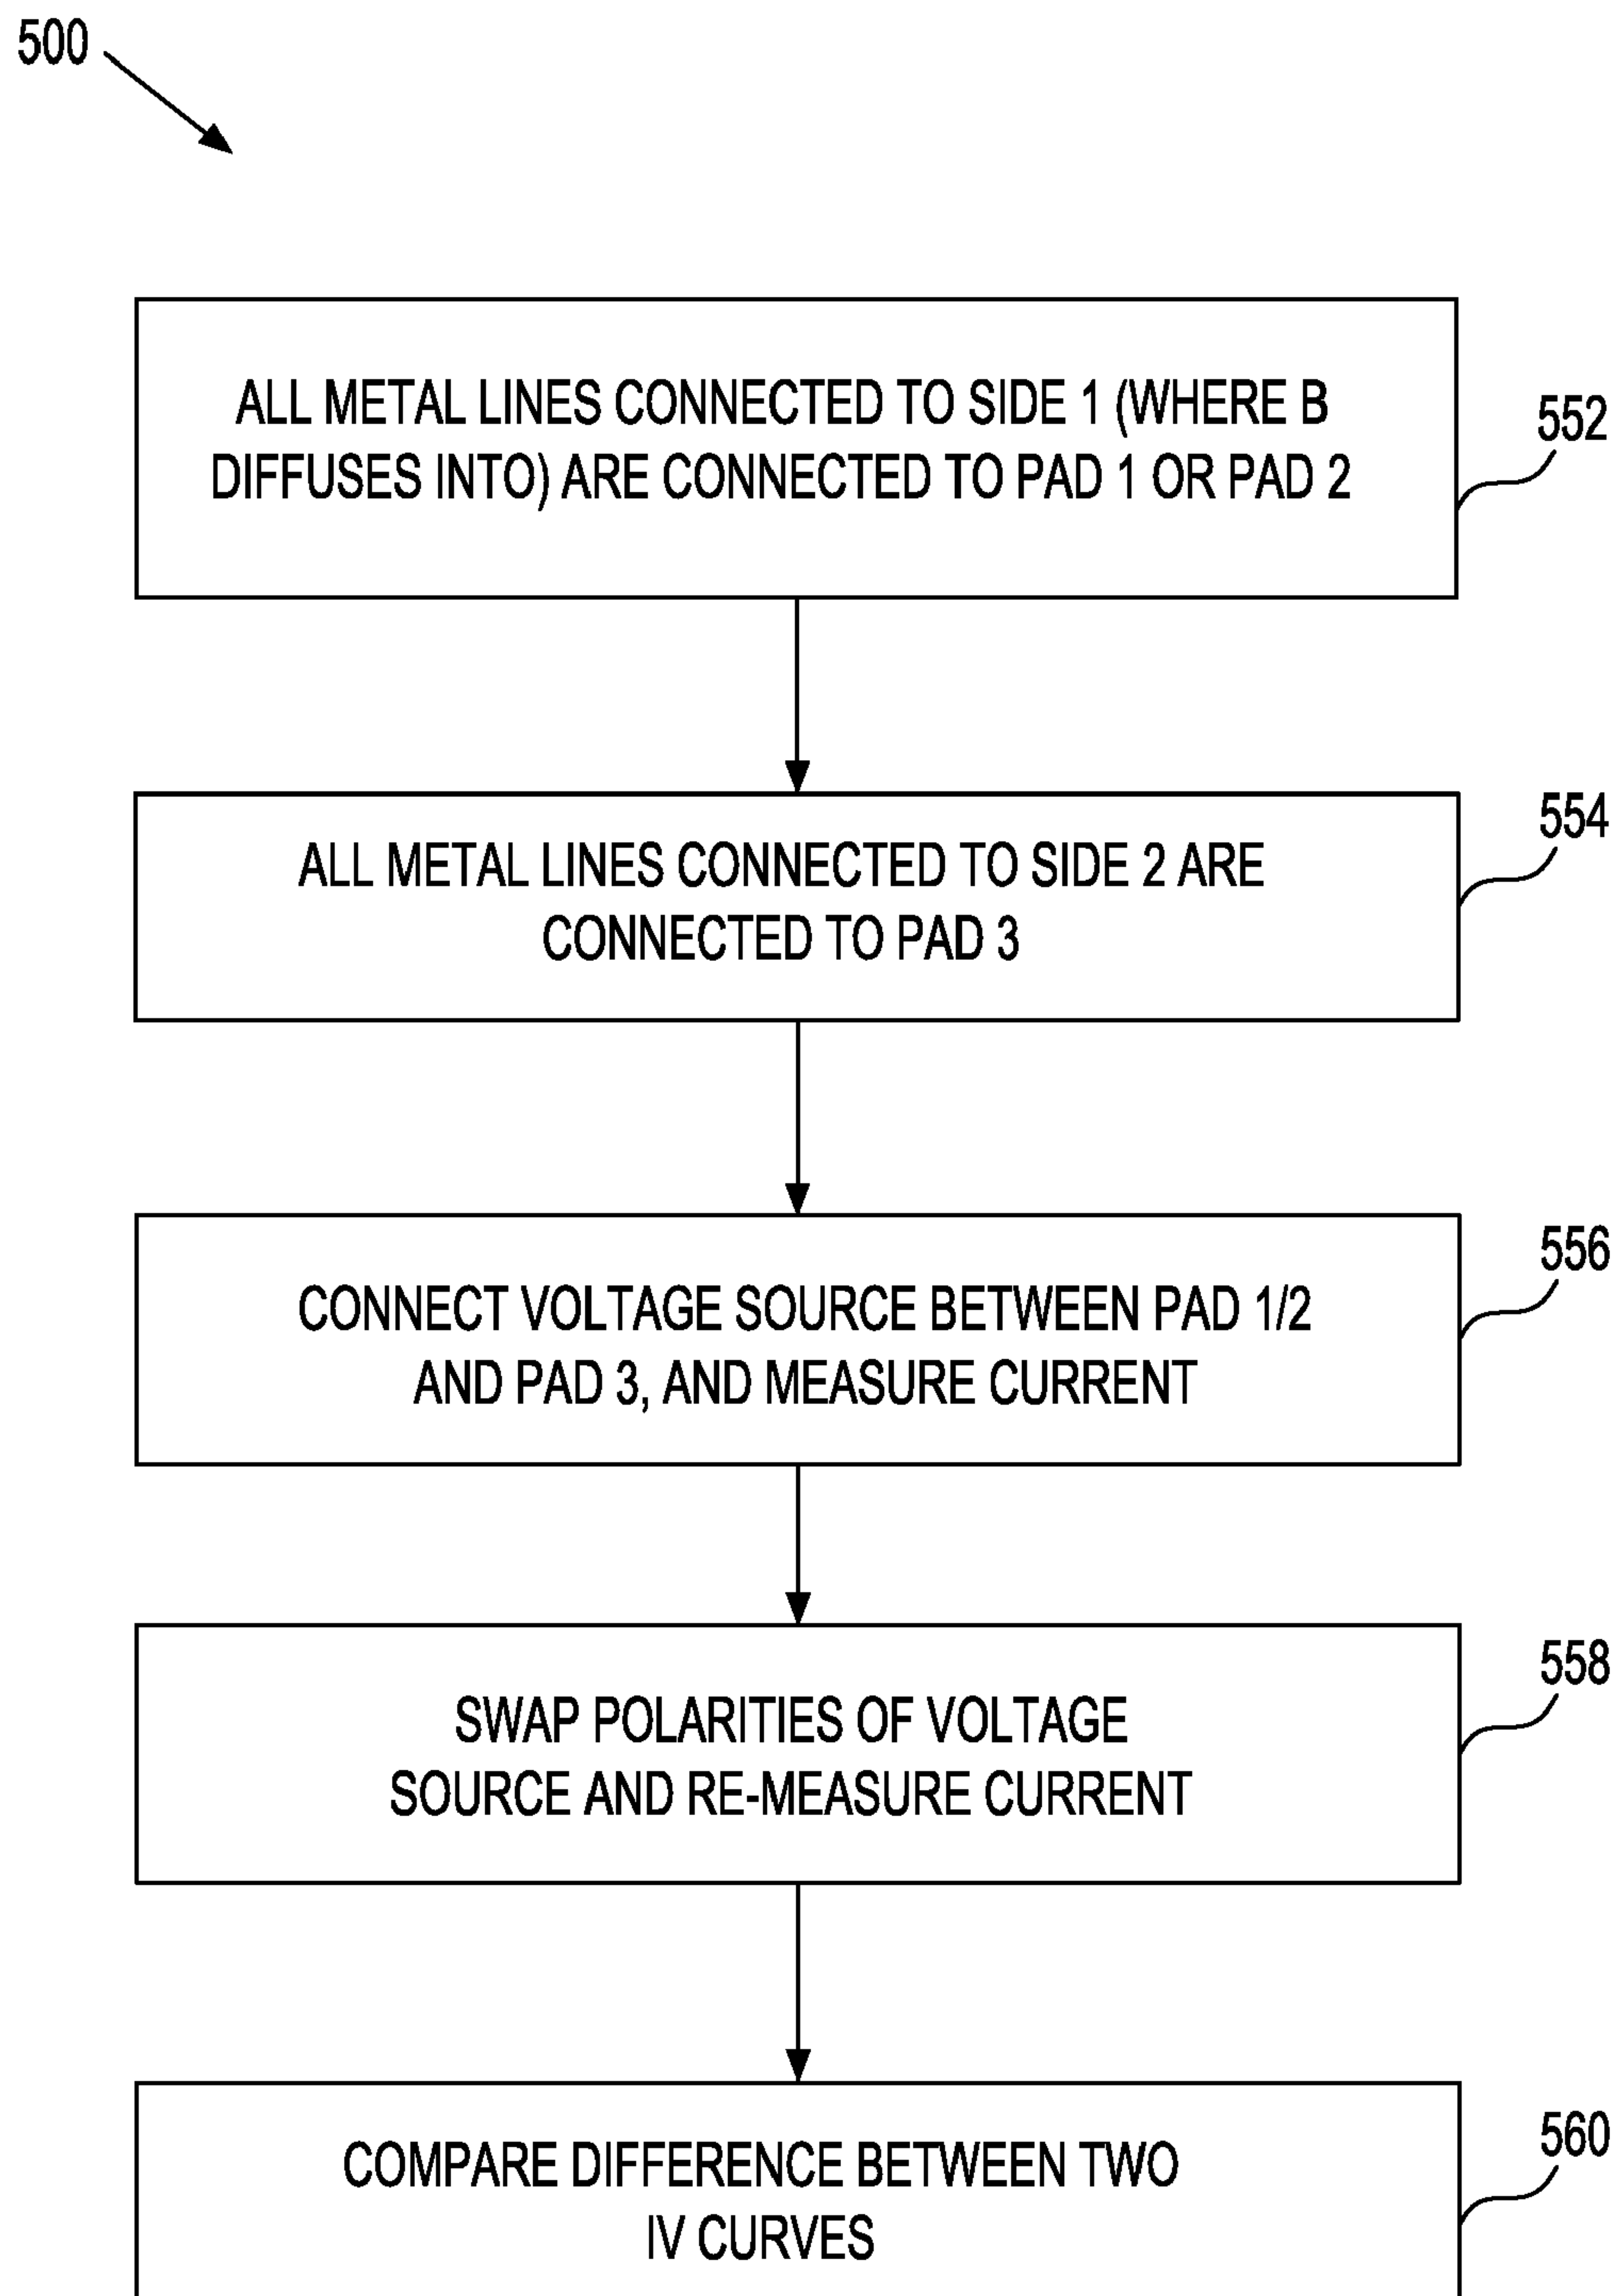 500
ALL METAL LINES CONNECTED TO SIDE 1 (WHERE B
DIFFUSES INTO) ARE CONNECTED TO PAD 1 OR PAD 2
552
ALL METAL LINES CONNECTED TO SIDE 2 ARE
CONNECTED TO PAD 3
554
CONNECT VOLTAGE SOURCE BETWEEN PAD 1/2
AND PAD 3, AND MEASURE CURRENT
556
SWAP POLARITIES OF VOLTAGE
SOURCE AND RE-MEASURE CURRENT
558
COMPARE DIFFERENCE BETWEEN TWO
IV CURVES
560